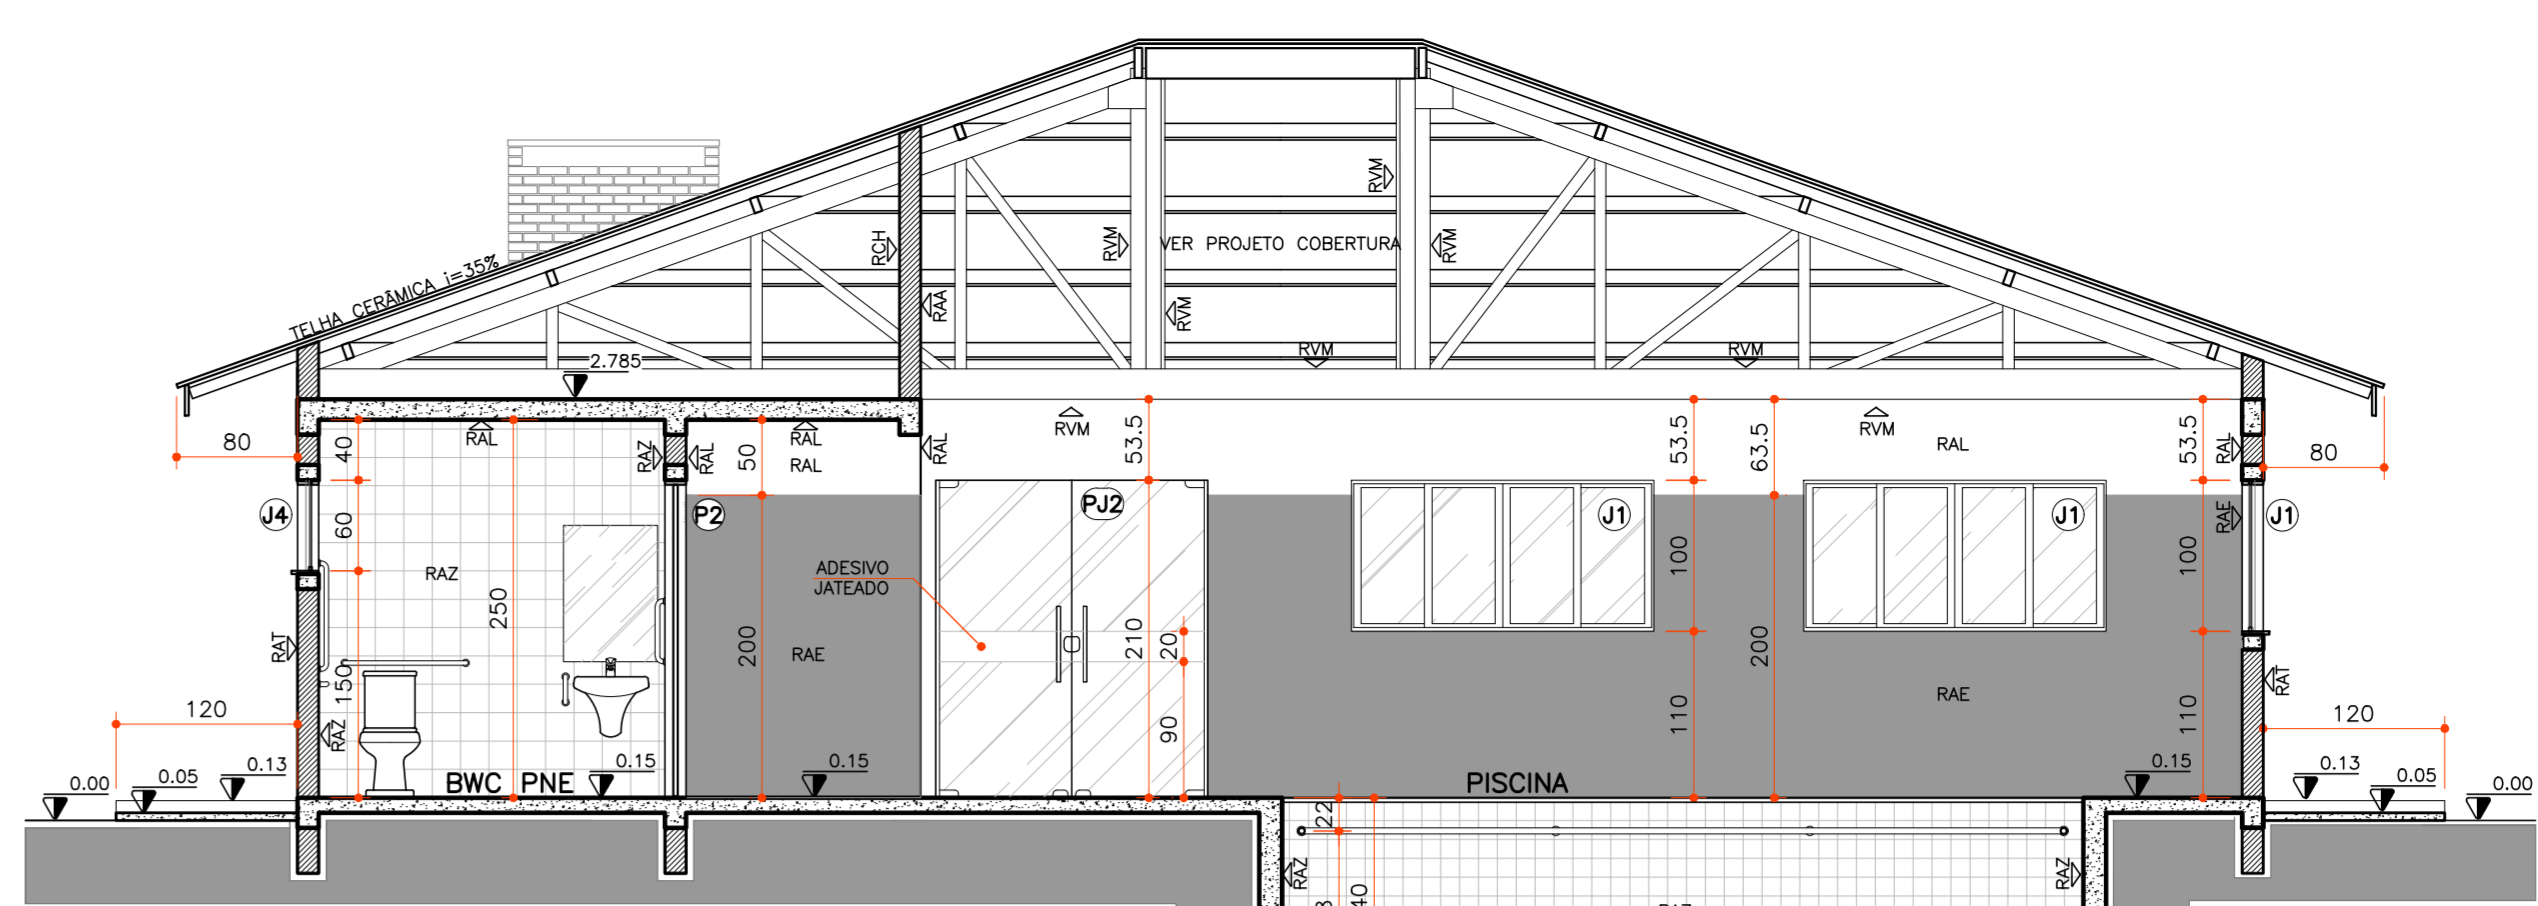 RVM
RCH
RVM
VER PROJETO COBERTURA
RVM
TELHA CERÂMICA i=35%
RAA
RVM
2.785
RVM
RVM
80
40
RAL
RAZ
RAL
50
RAL
RAL
RAL
53.5
RVM
53.5
63.5
RVM
RAL
53.5
RAL
80
J4
60
P2
PJ2
J1
J1
RAE
J1
RAZ
250
ADESIVO
JATEADO
100
100
RAT
150
200
RAE
210
20
200
110
RAE
110
RAT
120
RAZ
90
120
0.00
0.05
0.13
BWC PNE
0.15
0.15
PISCINA
0.15
0.13
0.05
0.00
22
RAZ
RAZ
40